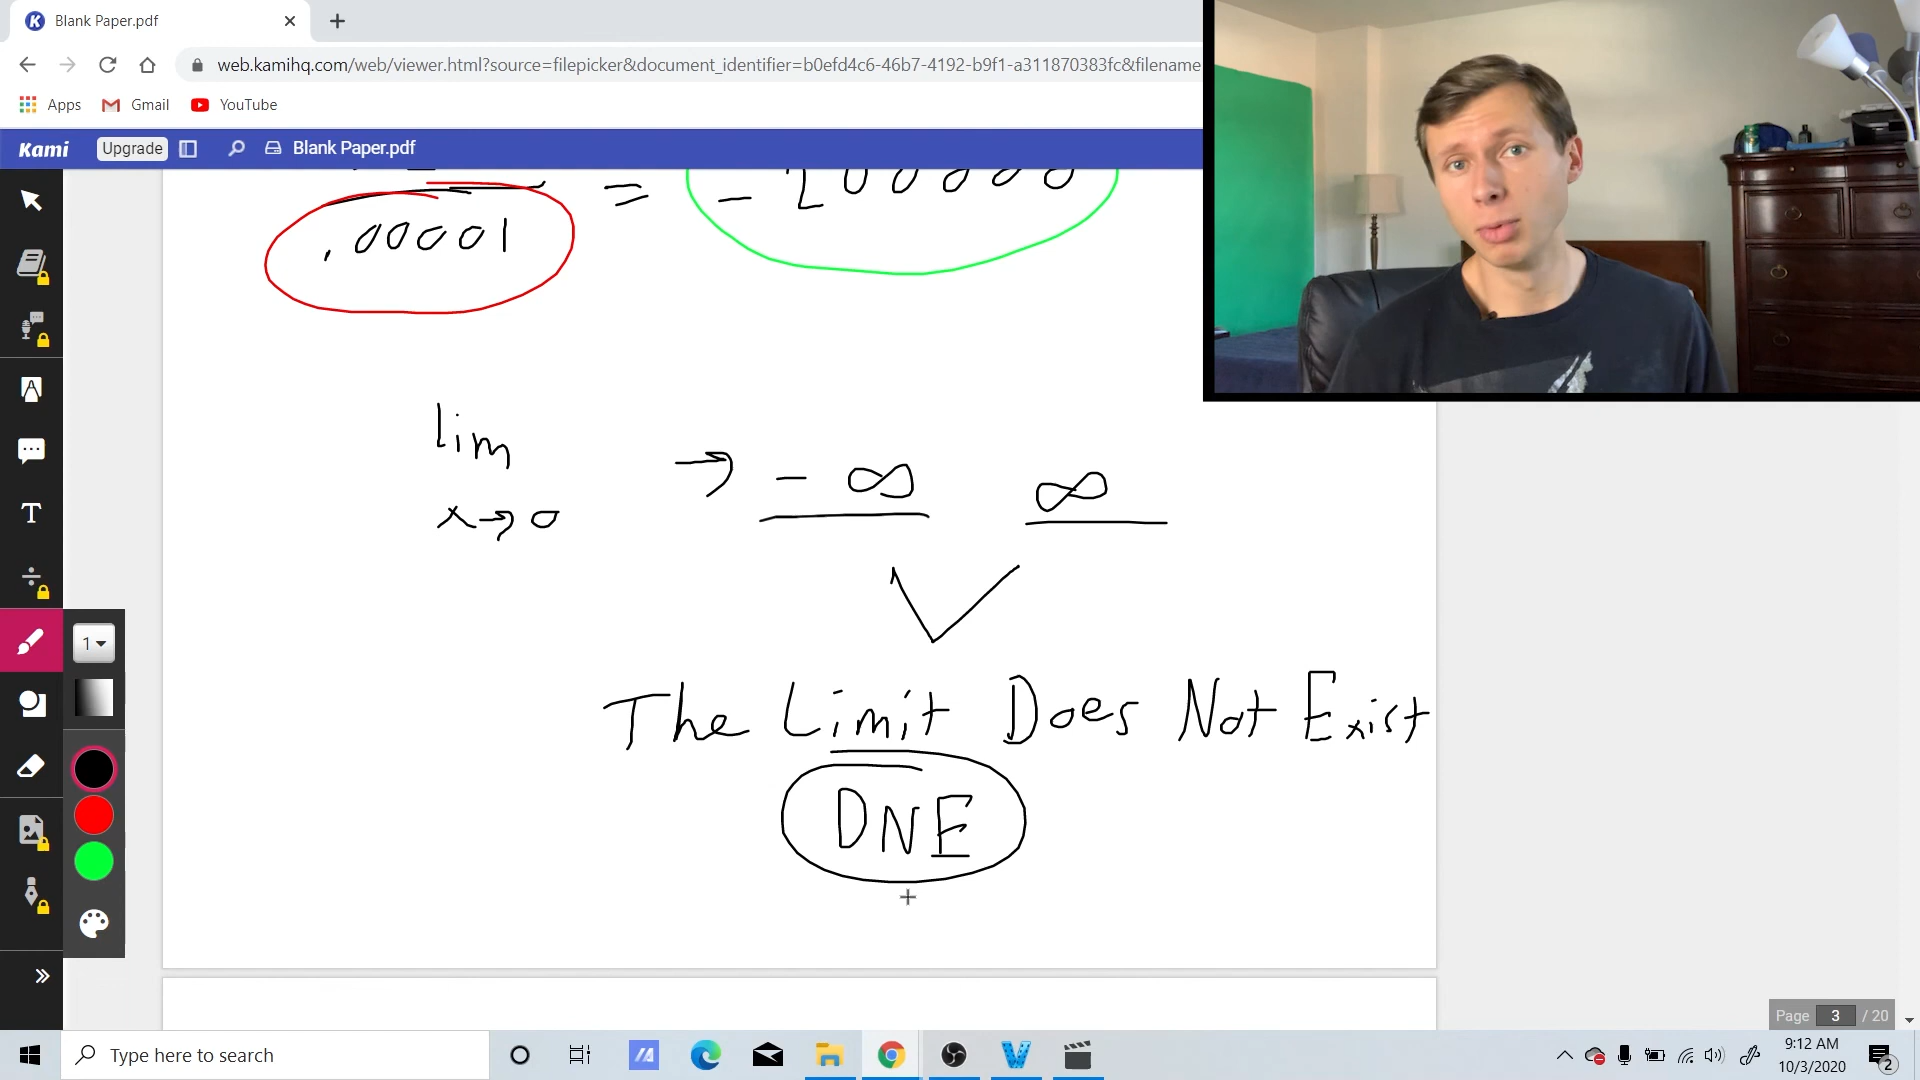 Blank Paper.pdf
web.kamihq.com/web/viewer.html?source=filepicker&document_identifier=b0efd4c6-46b7-4192-b9f1-a311870383fc&filename
Apps Gmail YouTube
Kami Upgrade Blank Paper.pdf
= -
.00001
lim → -∞ ∞
x→0
The Limit Does Not Exist
DNE
1
Page 3 / 20
Type here to search
9:12 AM
10/3/2020
2